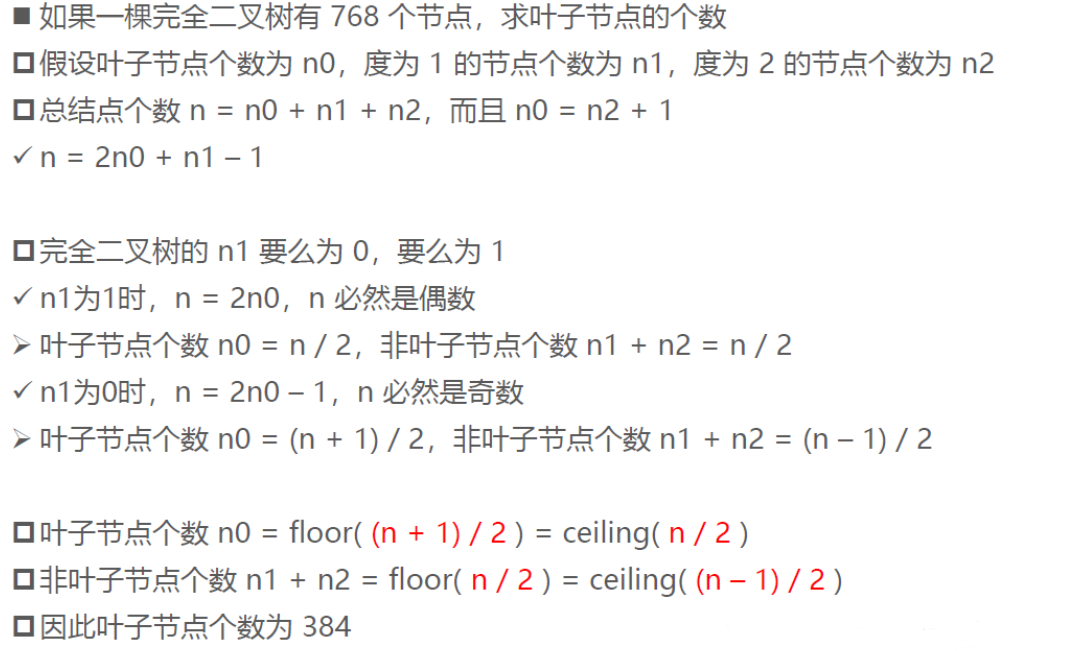 ■ 如果一棵完全二叉树有 768 个节点，求叶子节点的个数
◘ 假设叶子节点个数为 n0，度为 1 的节点个数为 n1，度为 2 的节点个数为 n2
◘ 总结点个数 n = n0 + n1 + n2，而且 n0 = n2 + 1
✓ n = 2n0 + n1 – 1
◘ 完全二叉树的 n1 要么为 0，要么为 1
✓ n1为1时，n = 2n0，n 必然是偶数
➢ 叶子节点个数 n0 = n / 2，非叶子节点个数 n1 + n2 = n / 2
✓ n1为0时，n = 2n0 – 1，n 必然是奇数
➢ 叶子节点个数 n0 = (n + 1) / 2，非叶子节点个数 n1 + n2 = (n – 1) / 2
◘ 叶子节点个数 n0 = floor( (n + 1) / 2 ) = ceiling( n / 2 )
◘ 非叶子节点个数 n1 + n2 = floor( n / 2 ) = ceiling( (n – 1) / 2 )
◘ 因此叶子节点个数为 384